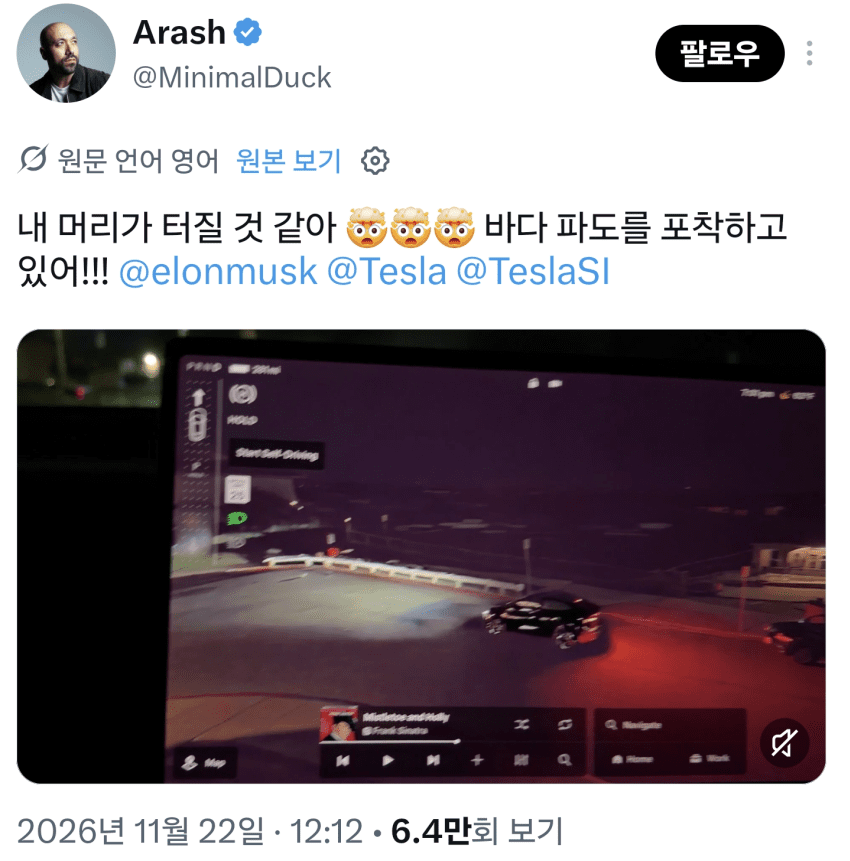 Arash
@MinimalDuck
팔로우
원문 언어 영어 원본 보기
내 머리가 터질 것 같아 🤯🤯🤯 바다 파도를 포착하고
있어!!! @elonmusk @Tesla @TeslaSI
HOLD
Start Self-Driving
25
Mistletoe and Holly
Frank Sinatra
Navigate
Map
Home
Work
2026년 11월 22일 · 12:12 · 6.4만회 보기